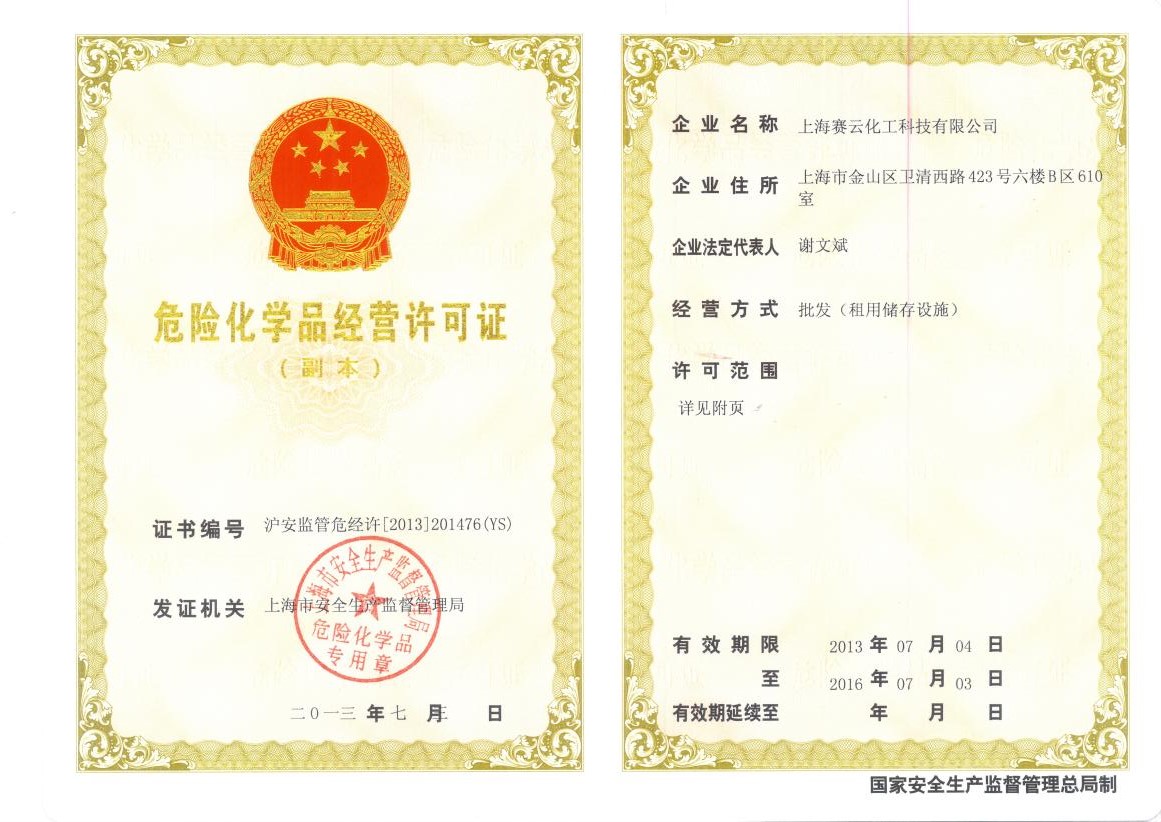 危险化学品经营许可证
(副本)
证书编号 沪安监管危经许[2013]201476(YS)
发证机关 上海市安全生产监督管理局
上海市安全生产监督管理局
危险化学品
专用章
二0一三 年 七 月 三 日
企业名称 上海赛云化工科技有限公司
企业住所 上海市金山区卫清西路423号六楼B区610
室
企业法定代表人 谢文斌
经营方式 批发（租用储存设施）
许可范围
详见附页
有效期限 2013 年 07 月 04 日
至 2016 年 07 月 03 日
有效期延续至 年 月 日
国家安全生产监督管理总局制